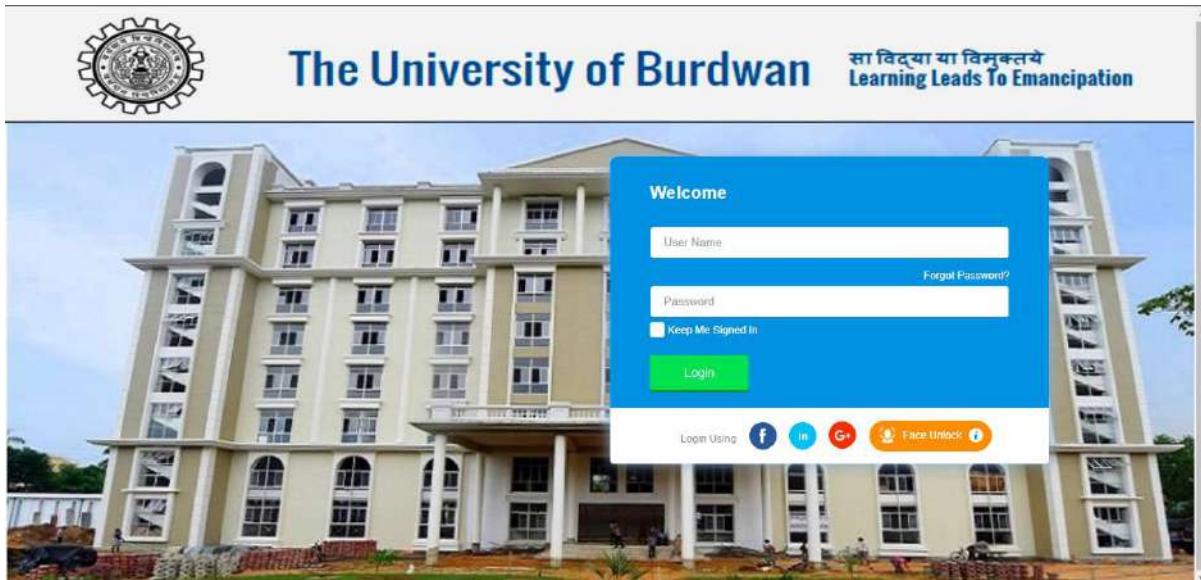 The University of Burdwan
सा विद्या या विमुक्तये
Learning Leads To Emancipation
Welcome
User Name
Forgot Password?
Password
Keep Me Signed In
Login
Login Using f in G+ Face Unlock i